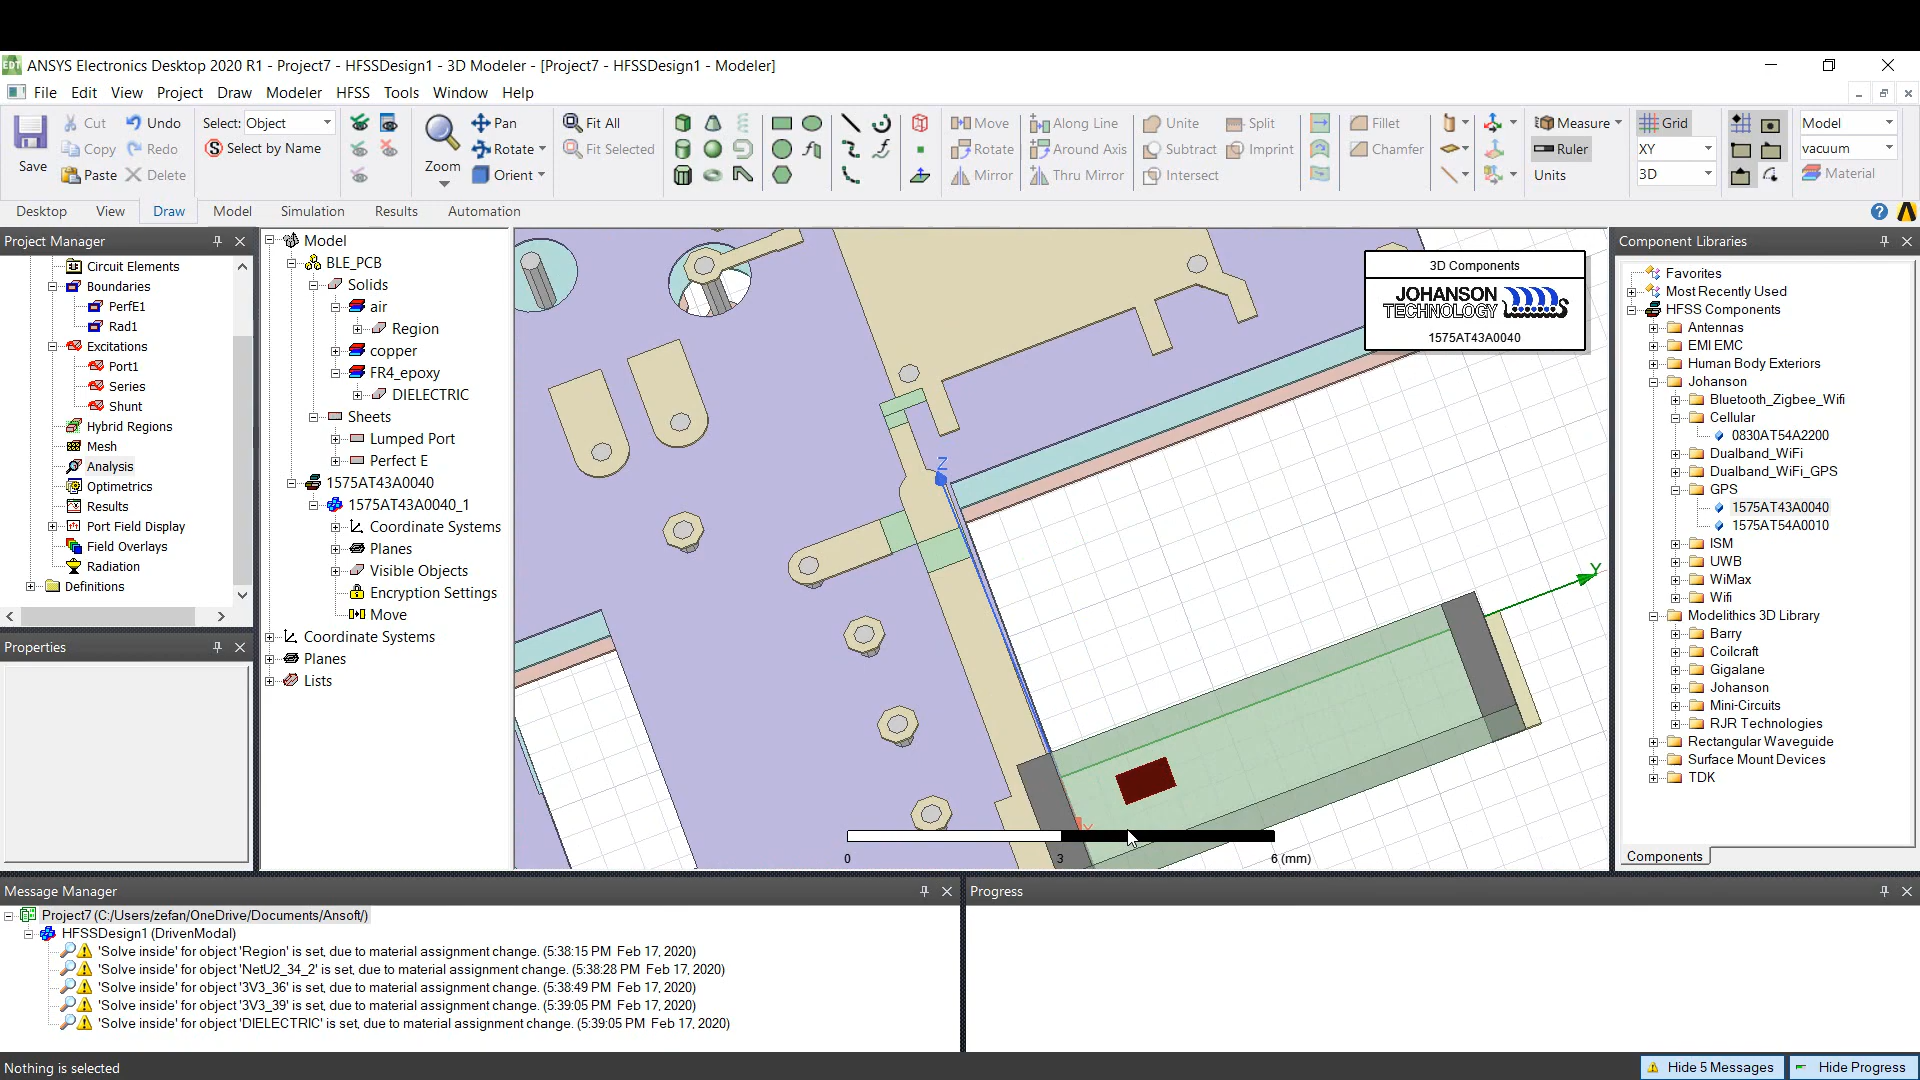 ANSYS Electronics Desktop 2020 R1 - Project7 - HFSSDesign1 - 3D Modeler - [Project7 - HFSSDesign1 - Modeler]
File Edit View Project Draw Modeler HFSS Tools Window Help
Save
Cut
Copy
Paste
Undo
Redo
Delete
Select: Object
Select by Name
Zoom
Pan
Rotate
Orient
Fit All
Fit Selected
Move
Rotate
Mirror
Along Line
Around Axis
Thru Mirror
Unite
Subtract
Intersect
Split
Imprint
Fillet
Chamfer
Measure
Ruler
Units
Grid
XY
3D
Model
vacuum
Material
Desktop View Draw Model Simulation Results Automation
Project Manager
Circuit Elements
Boundaries
PerfE1
Rad1
Excitations
Port1
Series
Shunt
Hybrid Regions
Mesh
Analysis
Optimetrics
Results
Port Field Display
Field Overlays
Radiation
Definitions
Properties
Model
BLE_PCB
Solids
air
Region
copper
FR4_epoxy
DIELECTRIC
Sheets
Lumped Port
Perfect E
1575AT43A0040
1575AT43A0040_1
Coordinate Systems
Planes
Visible Objects
Encryption Settings
Move
Coordinate Systems
Planes
Lists
3D Components
JOHANSON
TECHNOLOGY
1575AT43A0040
Z
Y
X
0 3 6 (mm)
Component Libraries
Favorites
Most Recently Used
HFSS Components
Antennas
EMI EMC
Human Body Exteriors
Johanson
Bluetooth_Zigbee_Wifi
Cellular
0830AT54A2200
Dualband_WiFi
Dualband_WiFi_GPS
GPS
1575AT43A0040
1575AT54A0010
ISM
UWB
WiMax
Wifi
Modelithics 3D Library
Barry
Coilcraft
Gigalane
Johanson
Mini-Circuits
RJR Technologies
Rectangular Waveguide
Surface Mount Devices
TDK
Components
Message Manager
Project7 (C:/Users/zefan/OneDrive/Documents/Ansoft/)
HFSSDesign1 (DrivenModal)
'Solve inside' for object 'Region' is set, due to material assignment change. (5:38:15 PM Feb 17, 2020)
'Solve inside' for object 'NetU2_34_2' is set, due to material assignment change. (5:38:28 PM Feb 17, 2020)
'Solve inside' for object '3V3_36' is set, due to material assignment change. (5:38:49 PM Feb 17, 2020)
'Solve inside' for object '3V3_39' is set, due to material assignment change. (5:39:05 PM Feb 17, 2020)
'Solve inside' for object 'DIELECTRIC' is set, due to material assignment change. (5:39:05 PM Feb 17, 2020)
Progress
Nothing is selected
Hide 5 Messages
Hide Progress